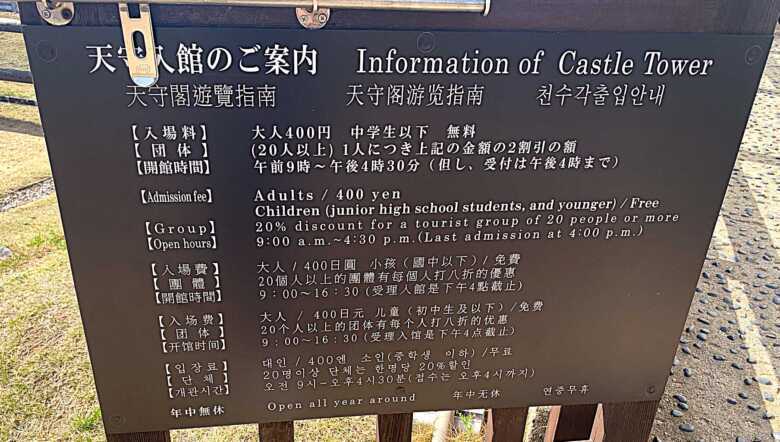 天守入館のご案内 Information of Castle Tower
天守閣遊覽指南 天守阁游览指南 천수각출입안내
【入場料】 大人400円 中学生以下 無料
【団体】 (20人以上) 1人につき上記の金額の2割引の額
【開館時間】 午前9時～午後4時30分（但し、受付は午後4時まで）
【Admission fee】 Adults / 400 yen
Children (junior high school students, and younger) / Free
【Group】 20% discount for a tourist group of 20 people or more
【Open hours】 9:00 a.m.～4:30 p.m.(Last admission at 4:00 p.m.)
【入場費】 大人 / 400日圓 小孩（國中以下）/ 免費
【團體】 20個人以上的團體有每個人打八折的優惠
【開館時間】 9：00～16：30 (受理入館是下午4點截止)
【入场费】 大人 / 400日元 儿童（初中生及以下）/ 免费
【团体】 20个人以上的团体有每个人打八折的优惠
【开馆时间】 9：00～16：30 (受理入馆是下午4点截止)
【입장료】 대인 / 400엔 소인(중학생 이하) /무료
【단체】 20명이상 단체는 한명당 20%할인
【개관시간】 오전 9시-오후4시30분(접수는 오후4시까지)
年中無休 Open all year around 年中无休 연중무휴